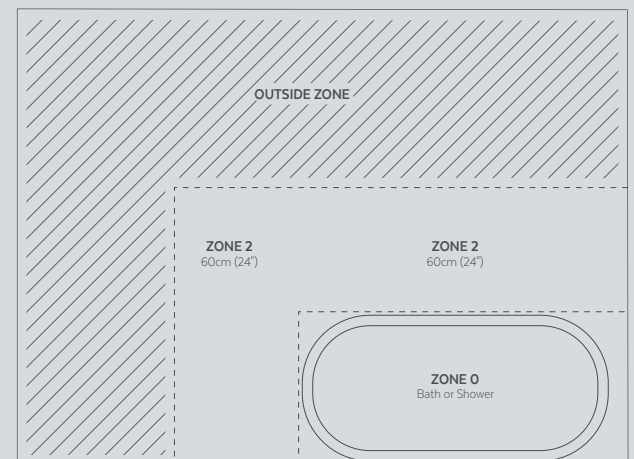 OUTSIDE ZONE
ZONE 2
60cm (24")
ZONE 2
60cm (24")
ZONE 0
Bath or Shower